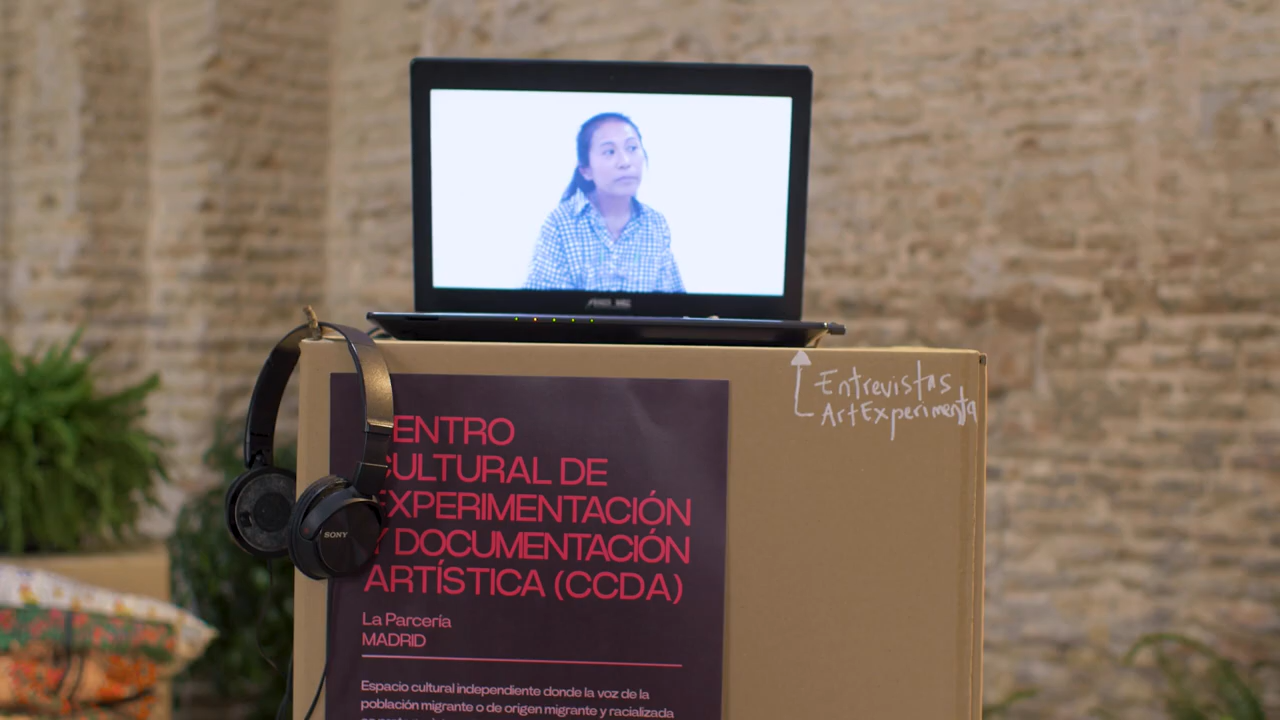 Entrevistas
ArtExperimenta
SONY
ENTRO
CULTURAL DE
EXPERIMENTACIÓN
Y DOCUMENTACIÓN
ARTÍSTICA (CCDA)
La Parcería
MADRID
Espacio cultural independiente donde la voz de la
población migrante o de origen migrante y racializada